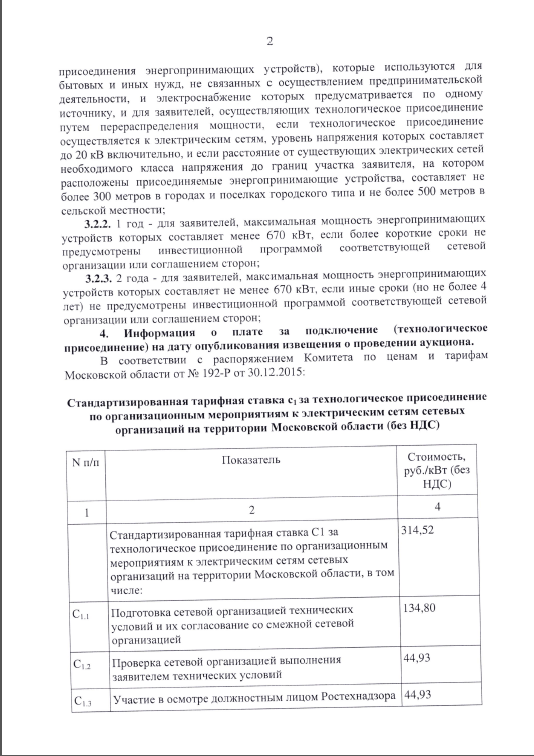 2
присоединения энергопринимающих устройств), которые используются для
бытовых и иных нужд, не связанных с осуществлением предпринимательской
деятельности, и электроснабжение которых предусматривается по одному
источнику, и для заявителей, осуществляющих технологическое присоединение
путем перераспределения мощности, если технологическое присоединение
осуществляется к электрическим сетям, уровень напряжения которых составляет
до 20 кВ включительно, и если расстояние от существующих электрических сетей
необходимого класса напряжения до границ участка заявителя, на котором
расположены присоединяемые энергопринимающие устройства, составляет не
более 300 метров в городах и поселках городского типа и не более 500 метров в
сельской местности;
3.2.2. 1 год - для заявителей, максимальная мощность энергопринимающих
устройств которых составляет менее 670 кВт, если более короткие сроки не
предусмотрены инвестиционной программой соответствующей сетевой
организации или соглашением сторон;
3.2.3. 2 года - для заявителей, максимальная мощность энергопринимающих
устройств которых составляет не менее 670 кВт, если иные сроки (но не более 4
лет) не предусмотрены инвестиционной программой соответствующей сетевой
организации или соглашением сторон;
4. Информация о плате за подключение (технологическое
присоединение) на дату опубликования извещения о проведении аукциона.
В соответствии с распоряжением Комитета по ценам и тарифам
Московской области от № 192-Р от 30.12.2015:
Стандартизированная тарифная ставка с1 за технологическое присоединение
по организационным мероприятиям к электрическим сетям сетевых
организаций на территории Московской области (без НДС)
N п/п Показатель Стоимость,
руб./кВт (без
НДС)
1 2 4
Стандартизированная тарифная ставка С1 за 314,52
технологическое присоединение по организационным
мероприятиям к электрическим сетям сетевых
организаций на территории Московской области, в том
числе:
С1.1 Подготовка сетевой организацией технических 134,80
условий и их согласование со смежной сетевой
организацией
С1.2 Проверка сетевой организацией выполнения 44,93
заявителем технических условий
С1.3 Участие в осмотре должностным лицом Ростехнадзора 44,93